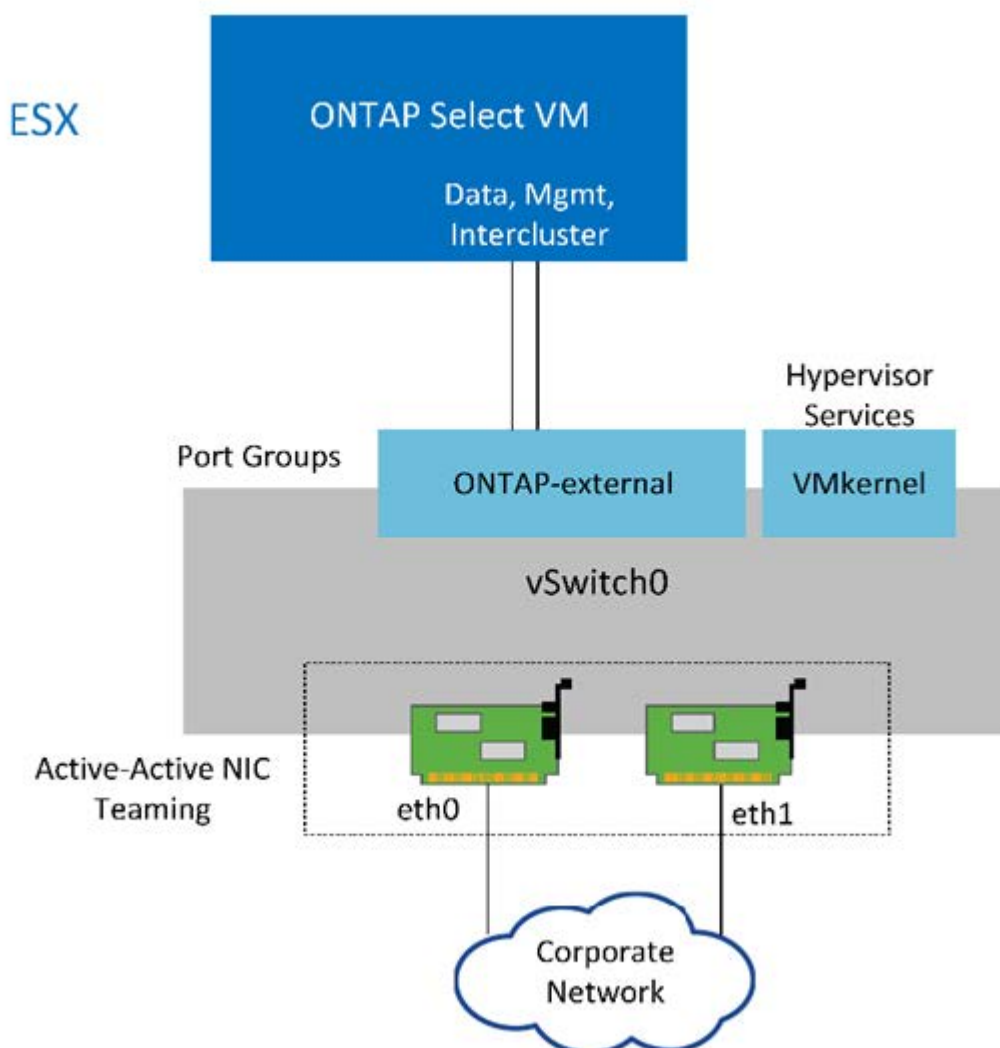 ESX
ONTAP Select VM
Data, Mgmt,
Intercluster
Hypervisor
Services
Port Groups
ONTAP-external
VMkernel
vSwitch0
Active-Active NIC
Teaming
eth0
eth1
Corporate
Network